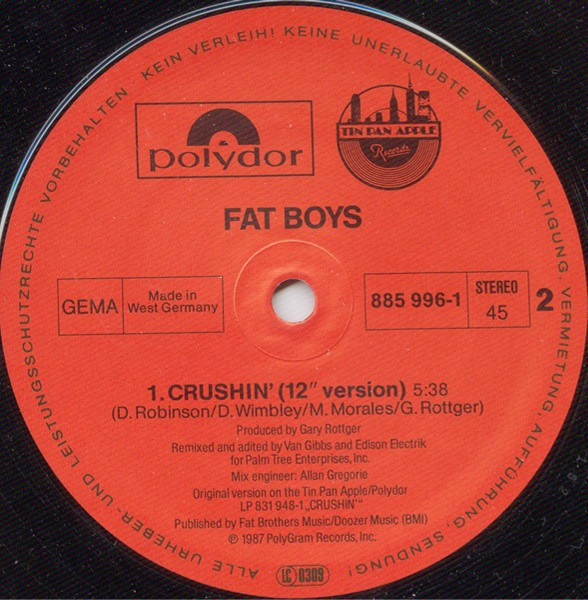 ALLE URHEBER- UND LEISTUNGSSCHUTZRECHTE VORBEHALTEN · KEIN VERLEIH! KEINE UNERLAUBTE VERVIELFÄLTIGUNG, VERMIETUNG, AUFFÜHRUNG, SENDUNG!
polydor
TIN PAN APPLE
Records
FAT BOYS
GEMA
Made in
West Germany
885 996-1
STEREO
45
2
1. CRUSHIN' (12" version) 5:38
(D. Robinson/D. Wimbley/M. Morales/G. Rottger)
Produced by Gary Rottger
Remixed and adited by Van Gibbs and Edison Electrik
for Palm Tree Enterprises, Inc.
Mix engineer: Allan Gregorie
Original version on the Tin Pan Apple/Polydor
LP 831 948-1 „CRUSHIN'"
Published by Fat Brothers Music/Doozer Music (BMI)
℗ 1987 PolyGram Records, Inc.
LC 0309